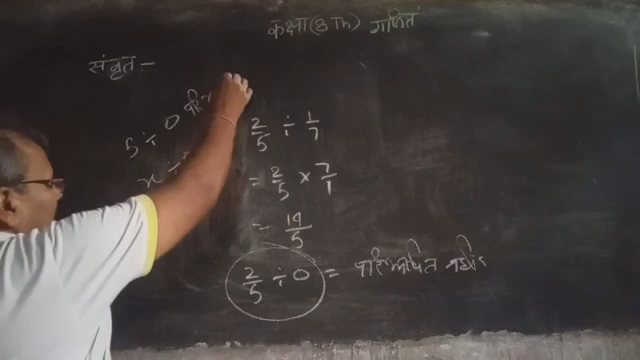 कक्षा (8Th) गणित
संवृत :-
5 ÷ 0 परि
x ÷
2/5 ÷ 1/7
= 2/5 × 7/1
= 14/5
2/5 ÷ 0 = परिभाषित नहीं